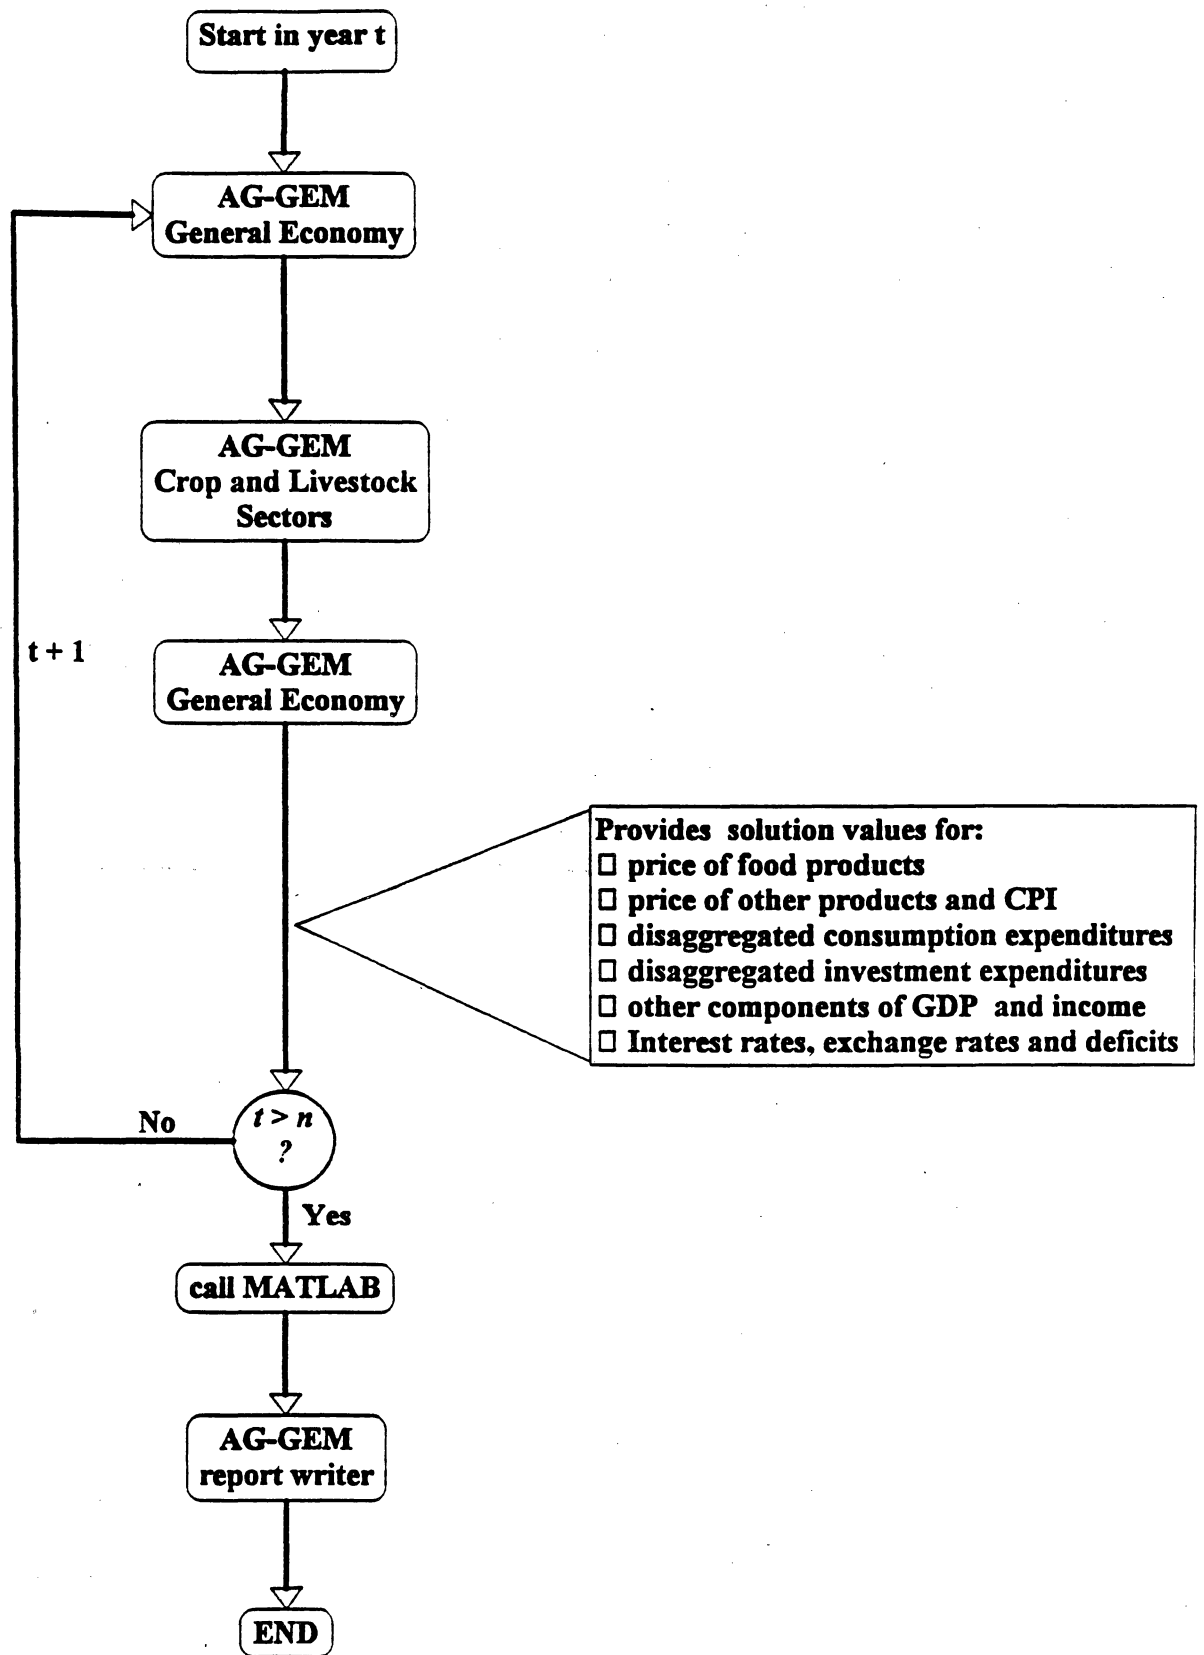 Start in year t
AG-GEM
General Economy
AG-GEM
Crop and Livestock
Sectors
t + 1
AG-GEM
General Economy
Provides solution values for:
□ price of food products
□ price of other products and CPI
□ disaggregated consumption expenditures
□ disaggregated investment expenditures
□ other components of GDP and income
□ Interest rates, exchange rates and deficits
t > n
?
No
Yes
call MATLAB
AG-GEM
report writer
END